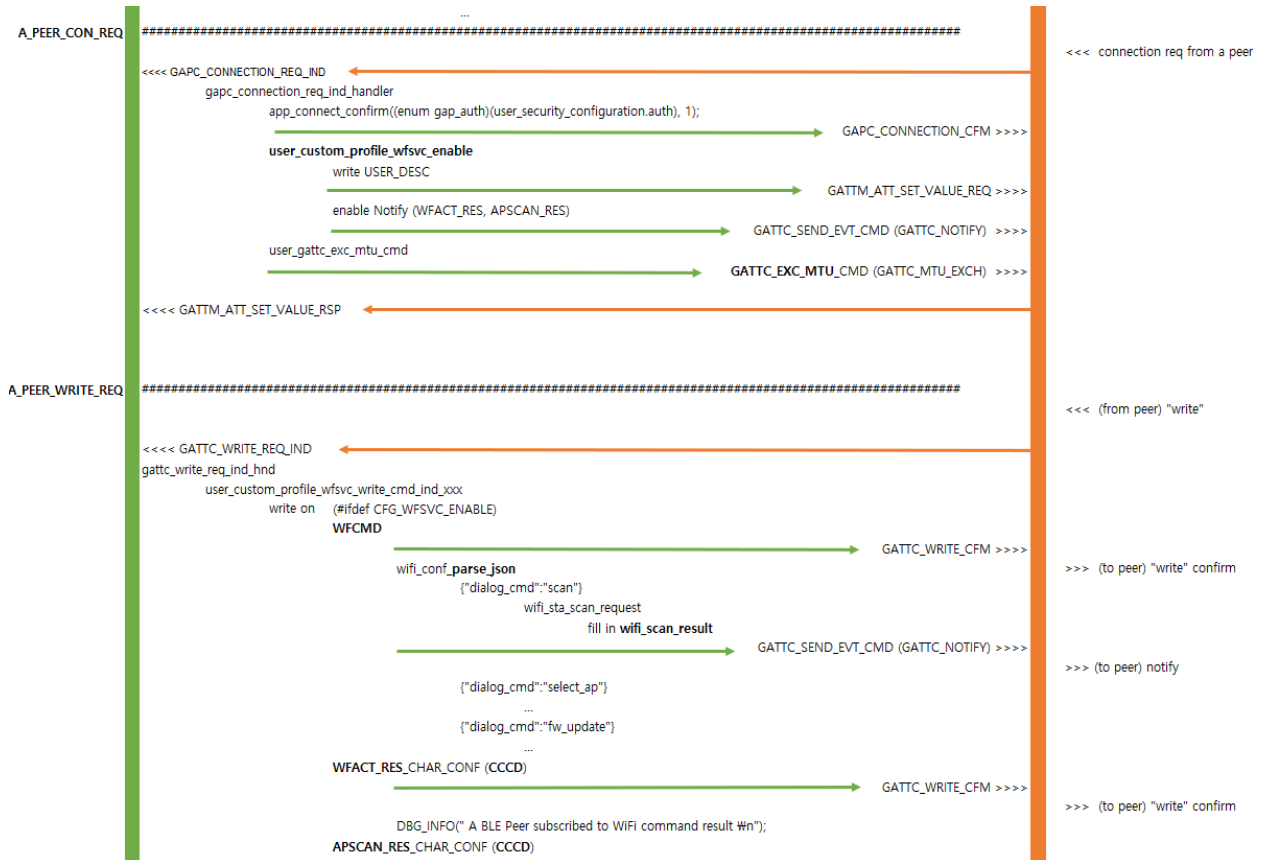 ...
A_PEER_CON_REQ ################################################################################################################
<<< connection req from a peer
<<<< GAPC_CONNECTION_REQ_IND
gapc_connection_req_ind_handler
app_connect_confirm((enum gap_auth)(user_security_configuration.auth), 1);
GAPC_CONNECTION_CFM >>>>
user_custom_profile_wfsvc_enable
write USER_DESC
GATTM_ATT_SET_VALUE_REQ >>>>
enable Notify (WFACT_RES, APSCAN_RES)
GATTC_SEND_EVT_CMD (GATTC_NOTIFY) >>>>
user_gattc_exc_mtu_cmd
GATTC_EXC_MTU_CMD (GATTC_MTU_EXCH) >>>>
<<<< GATTM_ATT_SET_VALUE_RSP
A_PEER_WRITE_REQ ################################################################################################################
<<< (from peer) "write"
<<<< GATTC_WRITE_REQ_IND
gattc_write_req_ind_hnd
user_custom_profile_wfsvc_write_cmd_ind_xxx
write on (#ifdef CFG_WFSVC_ENABLE)
WFCMD
GATTC_WRITE_CFM >>>>
wifi_conf_parse_json
>>> (to peer) "write" confirm
{"dialog_cmd":"scan"}
wifi_sta_scan_request
fill in wifi_scan_result
GATTC_SEND_EVT_CMD (GATTC_NOTIFY) >>>>
>>> (to peer) notify
{"dialog_cmd":"select_ap"}
...
{"dialog_cmd":"fw_update"}
...
WFACT_RES_CHAR_CONF (CCCD)
GATTC_WRITE_CFM >>>>
>>> (to peer) "write" confirm
DBG_INFO(" A BLE Peer subscribed to WiFi command result ₩n");
APSCAN_RES_CHAR_CONF (CCCD)